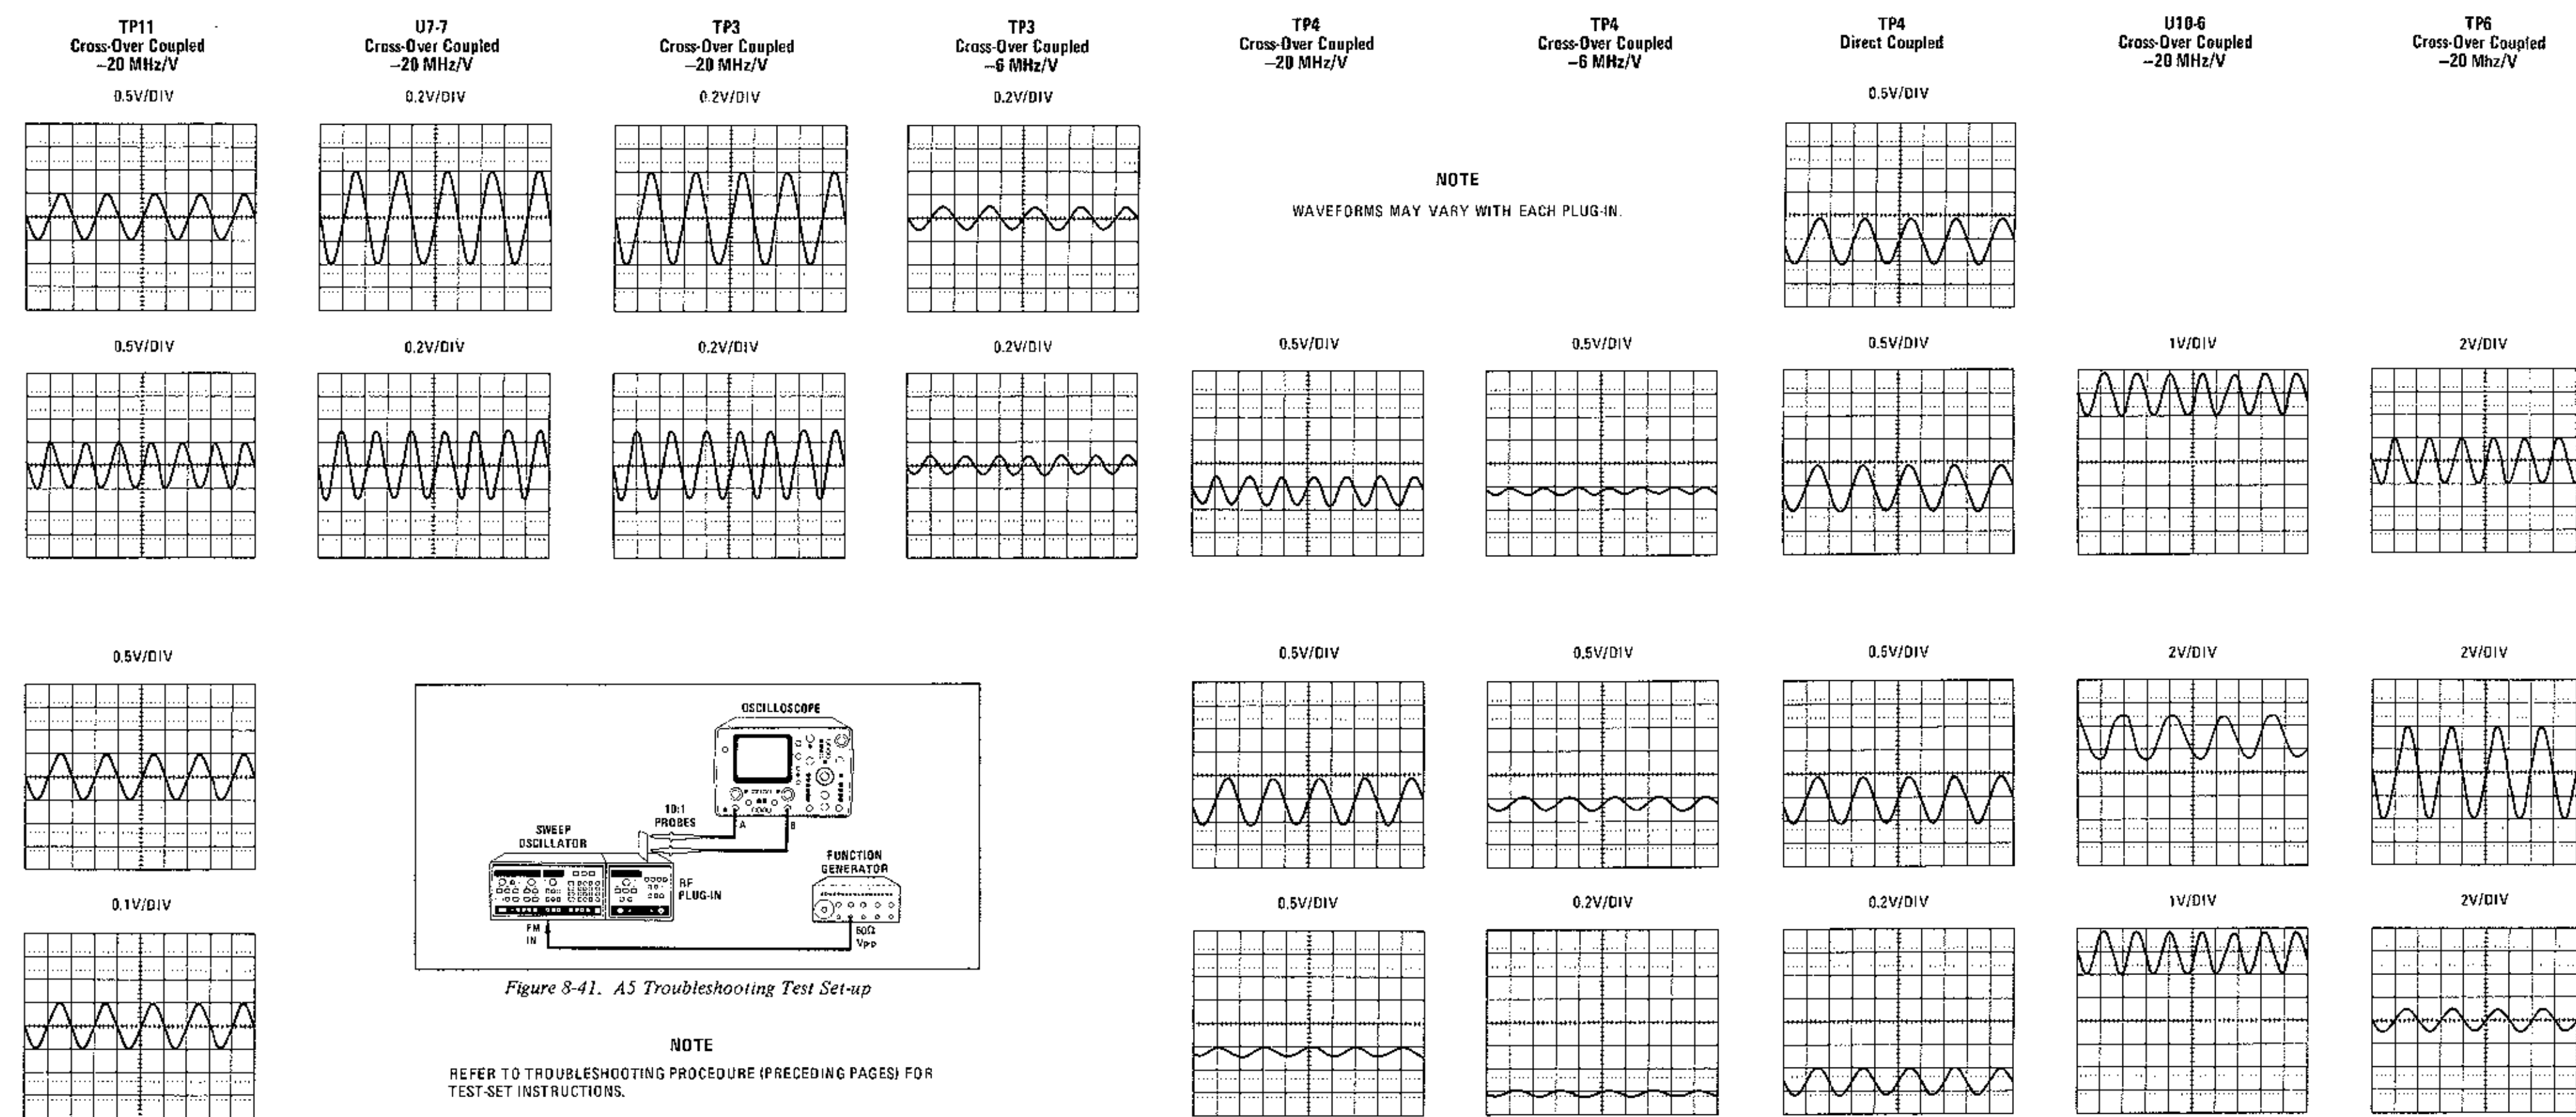 TP11
Cross-Over Coupled
–20 MHz/V
U7-7
Cross-Over Coupled
–20 MHz/V
TP3
Cross-Over Coupled
–20 MHz/V
TP3
Cross-Over Coupled
–6 MHz/V
TP4
Cross-Over Coupled
–20 MHz/V
TP4
Cross-Over Coupled
–6 MHz/V
TP4
Direct Coupled
U10-6
Cross-Over Coupled
–20 MHz/V
TP6
Cross-Over Coupled
–20 Mhz/V
0.5V/DIV
0.2V/DIV
0.2V/DIV
0.2V/DIV
0.5V/DIV
NOTE
WAVEFORMS MAY VARY WITH EACH PLUG-IN.
0.5V/DIV
0.2V/DIV
0.2V/DIV
0.2V/DIV
0.5V/DIV
0.5V/DIV
0.5V/DIV
1V/DIV
2V/DIV
0.5V/DIV
0.5V/DIV
0.5V/DIV
0.5V/DIV
2V/DIV
2V/DIV
OSCILLOSCOPE
10:1
PROBES
A
B
SWEEP
OSCILLATOR
RF
PLUG-IN
FUNCTION
GENERATOR
FM
IN
Vpp
Figure 8-41. A5 Troubleshooting Test Set-up
0.1V/DIV
0.5V/DIV
0.2V/DIV
0.2V/DIV
1V/DIV
2V/DIV
NOTE
REFER TO TROUBLESHOOTING PROCEDURE (PRECEDING PAGES) FOR
TEST-SET INSTRUCTIONS.